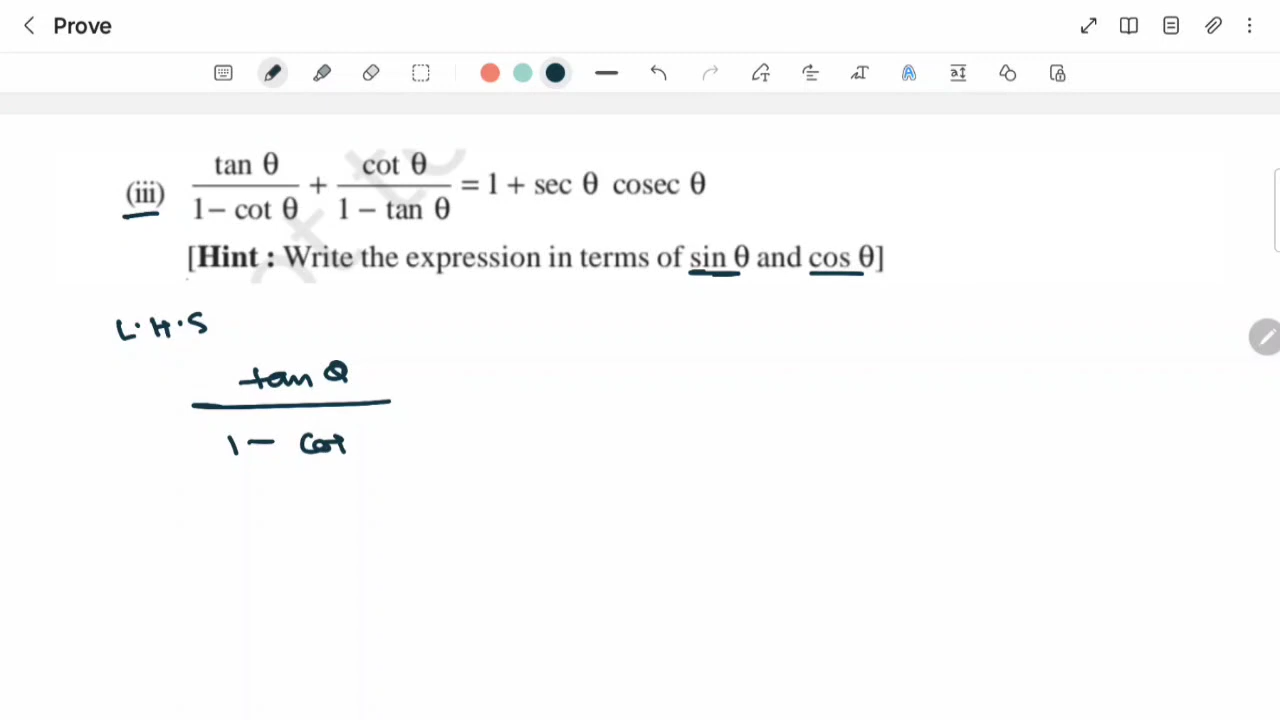 Prove
(iii) tan θ / 1 − cot θ + cot θ / 1 − tan θ = 1 + sec θ cosec θ
[Hint : Write the expression in terms of sin θ and cos θ]
L.H.S
tan θ
1 − cot